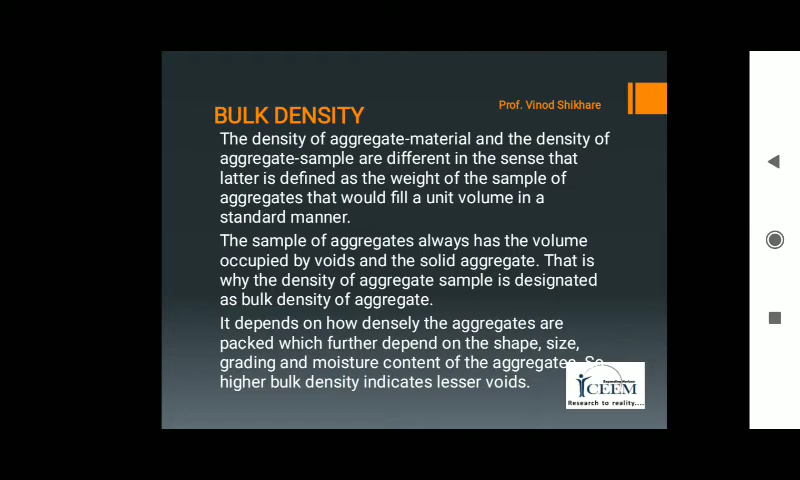 Prof. Vinod Shikhare
BULK DENSITY
The density of aggregate-material and the density of
aggregate-sample are different in the sense that
latter is defined as the weight of the sample of
aggregates that would fill a unit volume in a
standard manner.
The sample of aggregates always has the volume
occupied by voids and the solid aggregate. That is
why the density of aggregate sample is designated
as bulk density of aggregate.
It depends on how densely the aggregates are
packed which further depend on the shape, size,
grading and moisture content of the aggregates. So
higher bulk density indicates lesser voids.
CEEM
Research to reality....